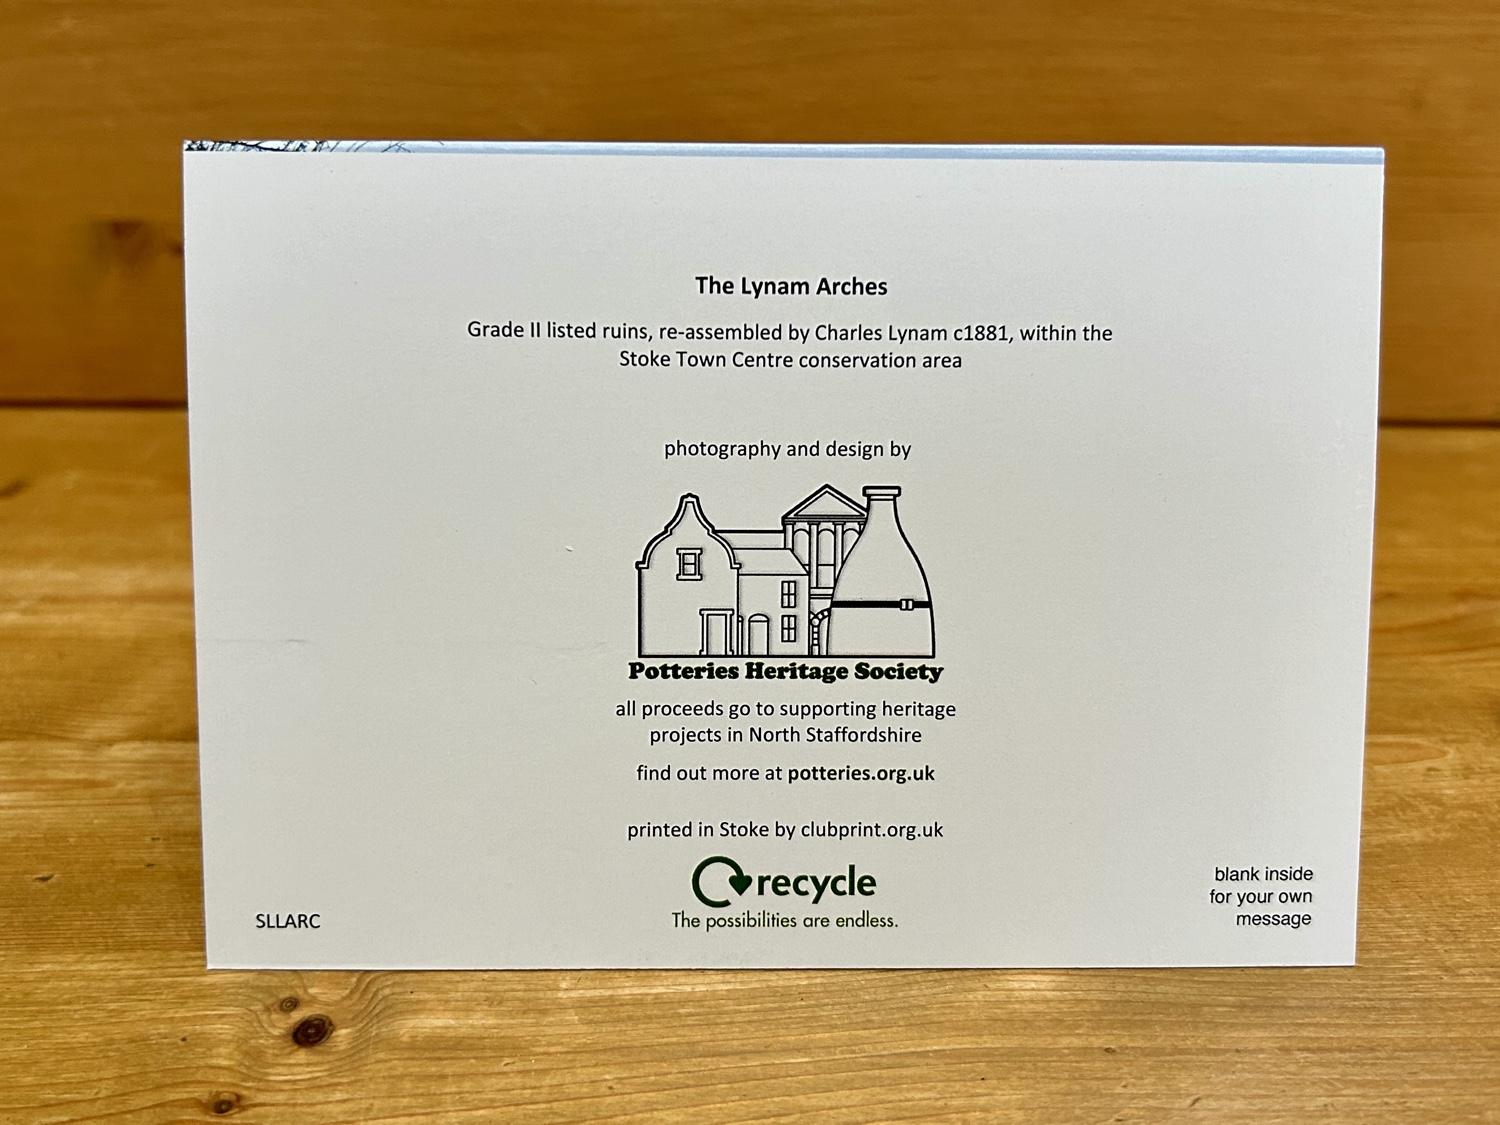 The Lynam Arches
Grade II listed ruins, re-assembled by Charles Lynam c1881, within the
Stoke Town Centre conservation area
photography and design by
Potteries Heritage Society
all proceeds go to supporting heritage
projects in North Staffordshire
find out more at potteries.org.uk
printed in Stoke by clubprint.org.uk
recycle
The possibilities are endless.
SLLARC
blank inside
for your own
message